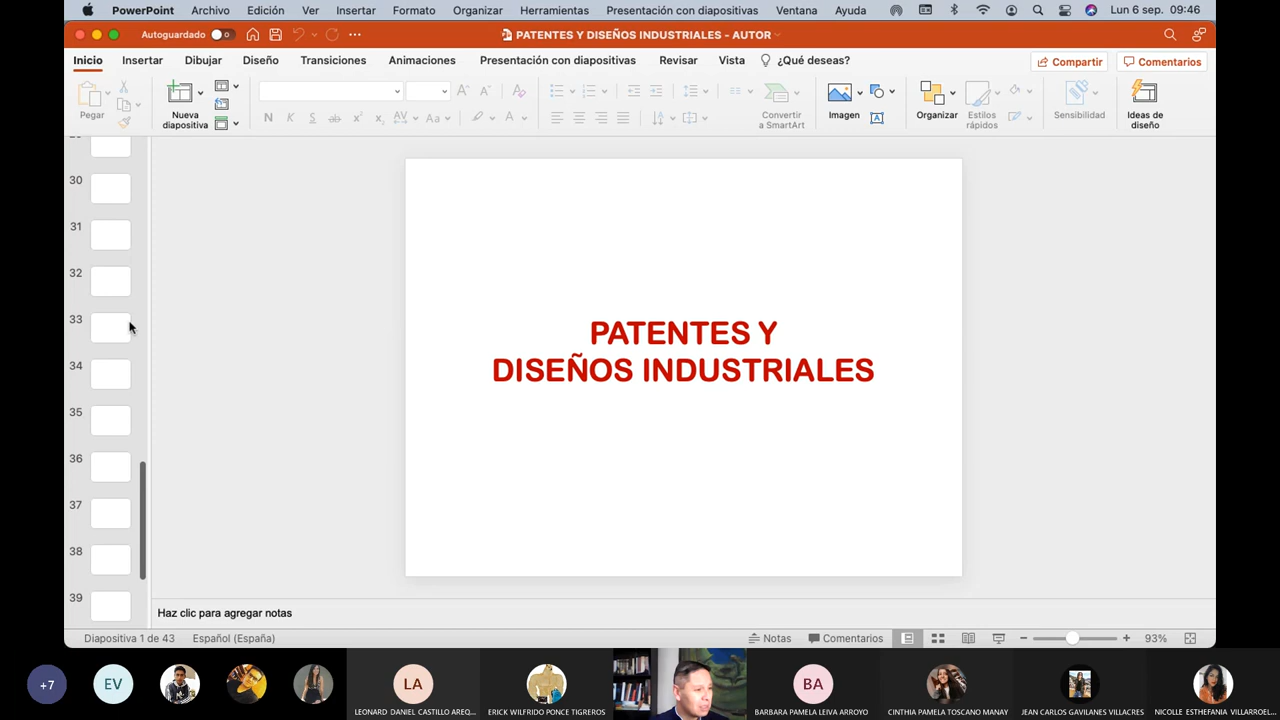 PowerPoint Archivo Edición Ver Insertar Formato Organizar Herramientas Presentación con diapositivas Ventana Ayuda Lun 6 sep. 09:46
Autoguardado PATENTES Y DISEÑOS INDUSTRIALES - AUTOR
Inicio Insertar Dibujar Diseño Transiciones Animaciones Presentación con diapositivas Revisar Vista ¿Qué deseas? Compartir Comentarios
Pegar
Nueva diapositiva
Convertir a SmartArt
Imagen
Organizar
Estilos rápidos
Sensibilidad
Ideas de diseño
30
31
32
33
34
35
36
37
38
39
PATENTES Y
DISEÑOS INDUSTRIALES
Haz clic para agregar notas
Diapositiva 1 de 43 Español (España) Notas Comentarios 93%
+7 EV LA BA
LEONARD DANIEL CASTILLO AREQ... ERICK WILFRIDO PONCE TIGREROS BARBARA PAMELA LEIVA ARROYO CINTHIA PAMELA TOSCANO MANAY JEAN CARLOS GAVILANES VILLACRES NICOLLE ESTHEFANIA VILLARROEL...